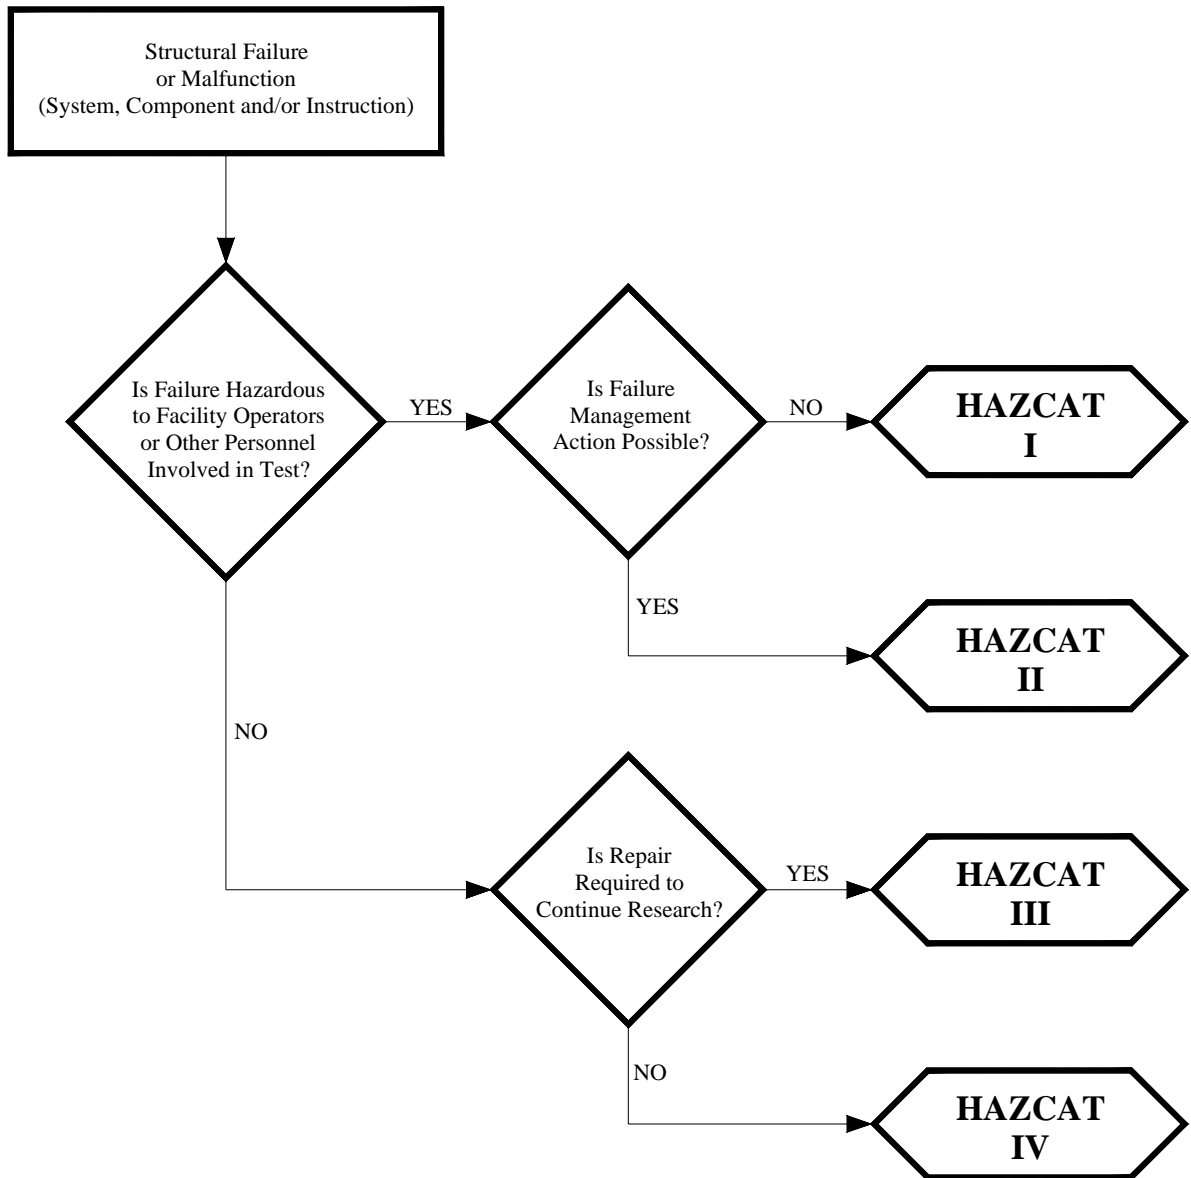 Structural Failure
or Malfunction
(System, Component and/or Instruction)
Is Failure Hazardous
to Facility Operators
or Other Personnel
Involved in Test?
YES
Is Failure
Management
Action Possible?
NO
HAZCAT
I
YES
HAZCAT
II
NO
Is Repair
Required to
Continue Research?
YES
HAZCAT
III
NO
HAZCAT
IV